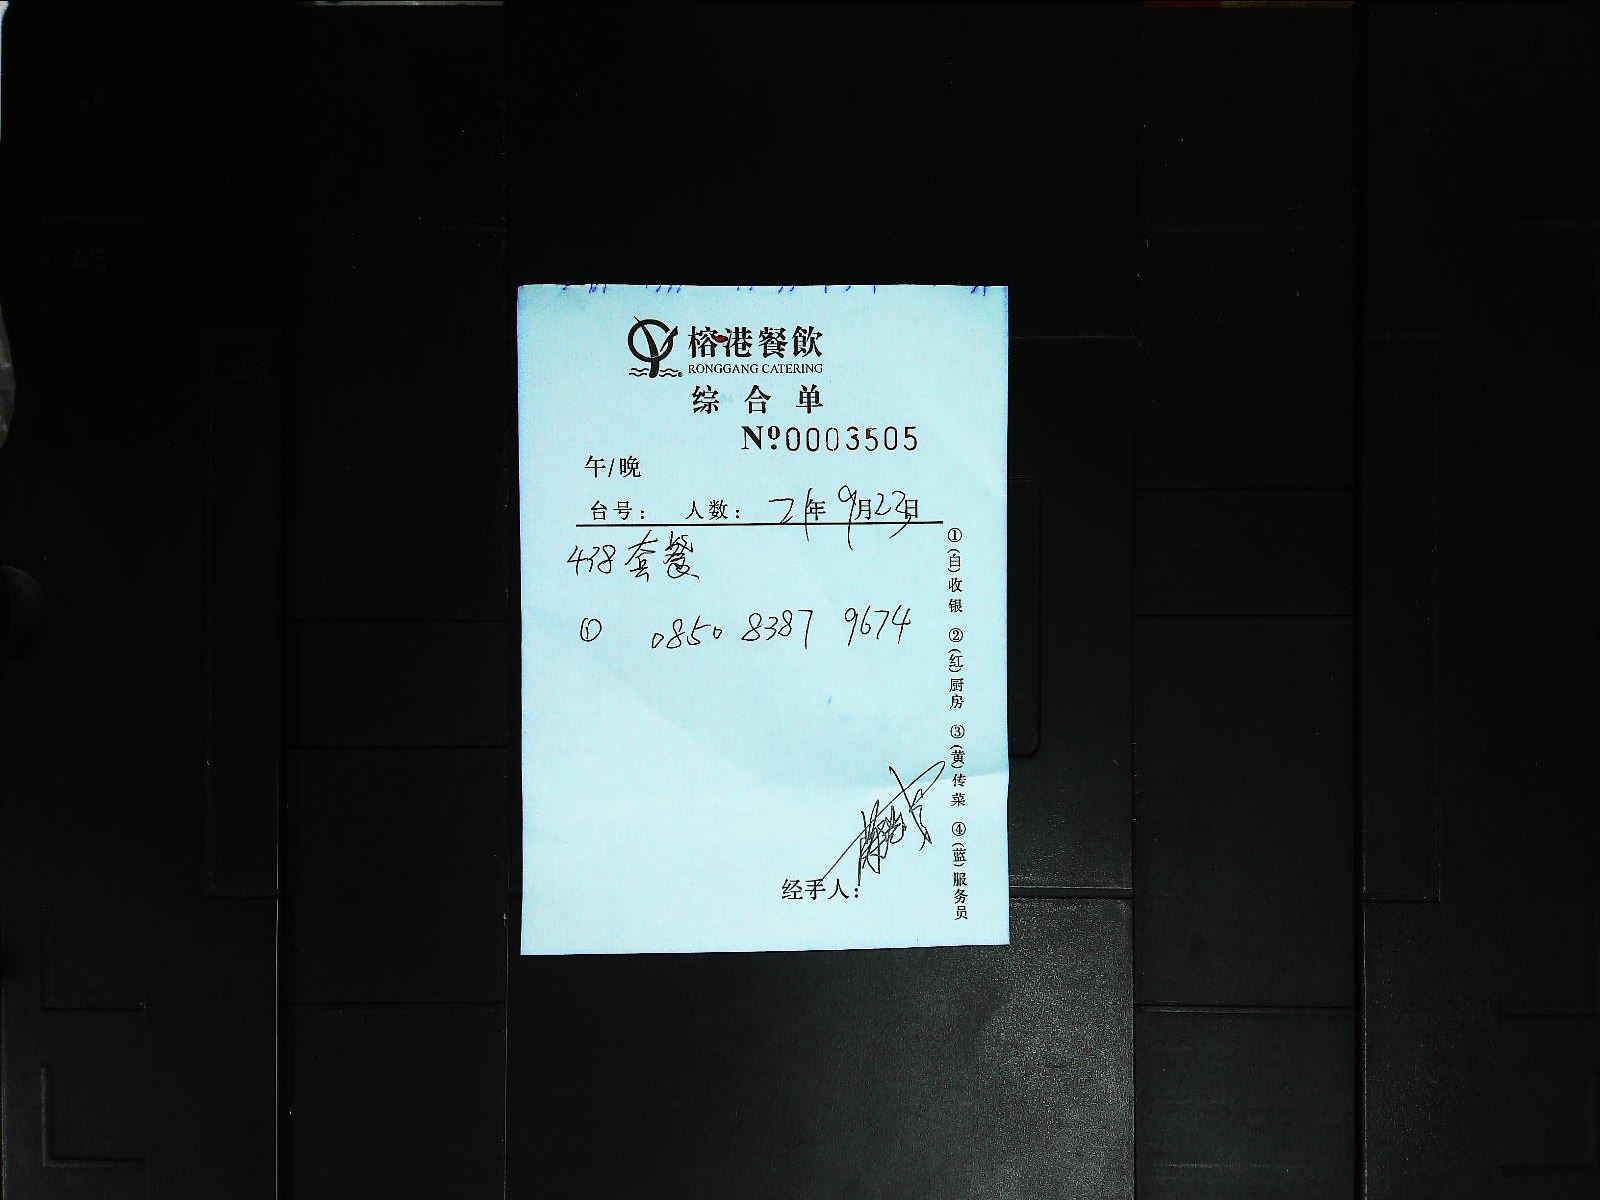 榕港餐飲
RONGGANG CATERING
综合单
Nº0003505
午/晚
台号： 人数： 21年9月22日
438套餐
① 0850 8387 9674
经手人：
①(白)收银 ②(红)厨房 ③(黄)传菜 ④(蓝)服务员